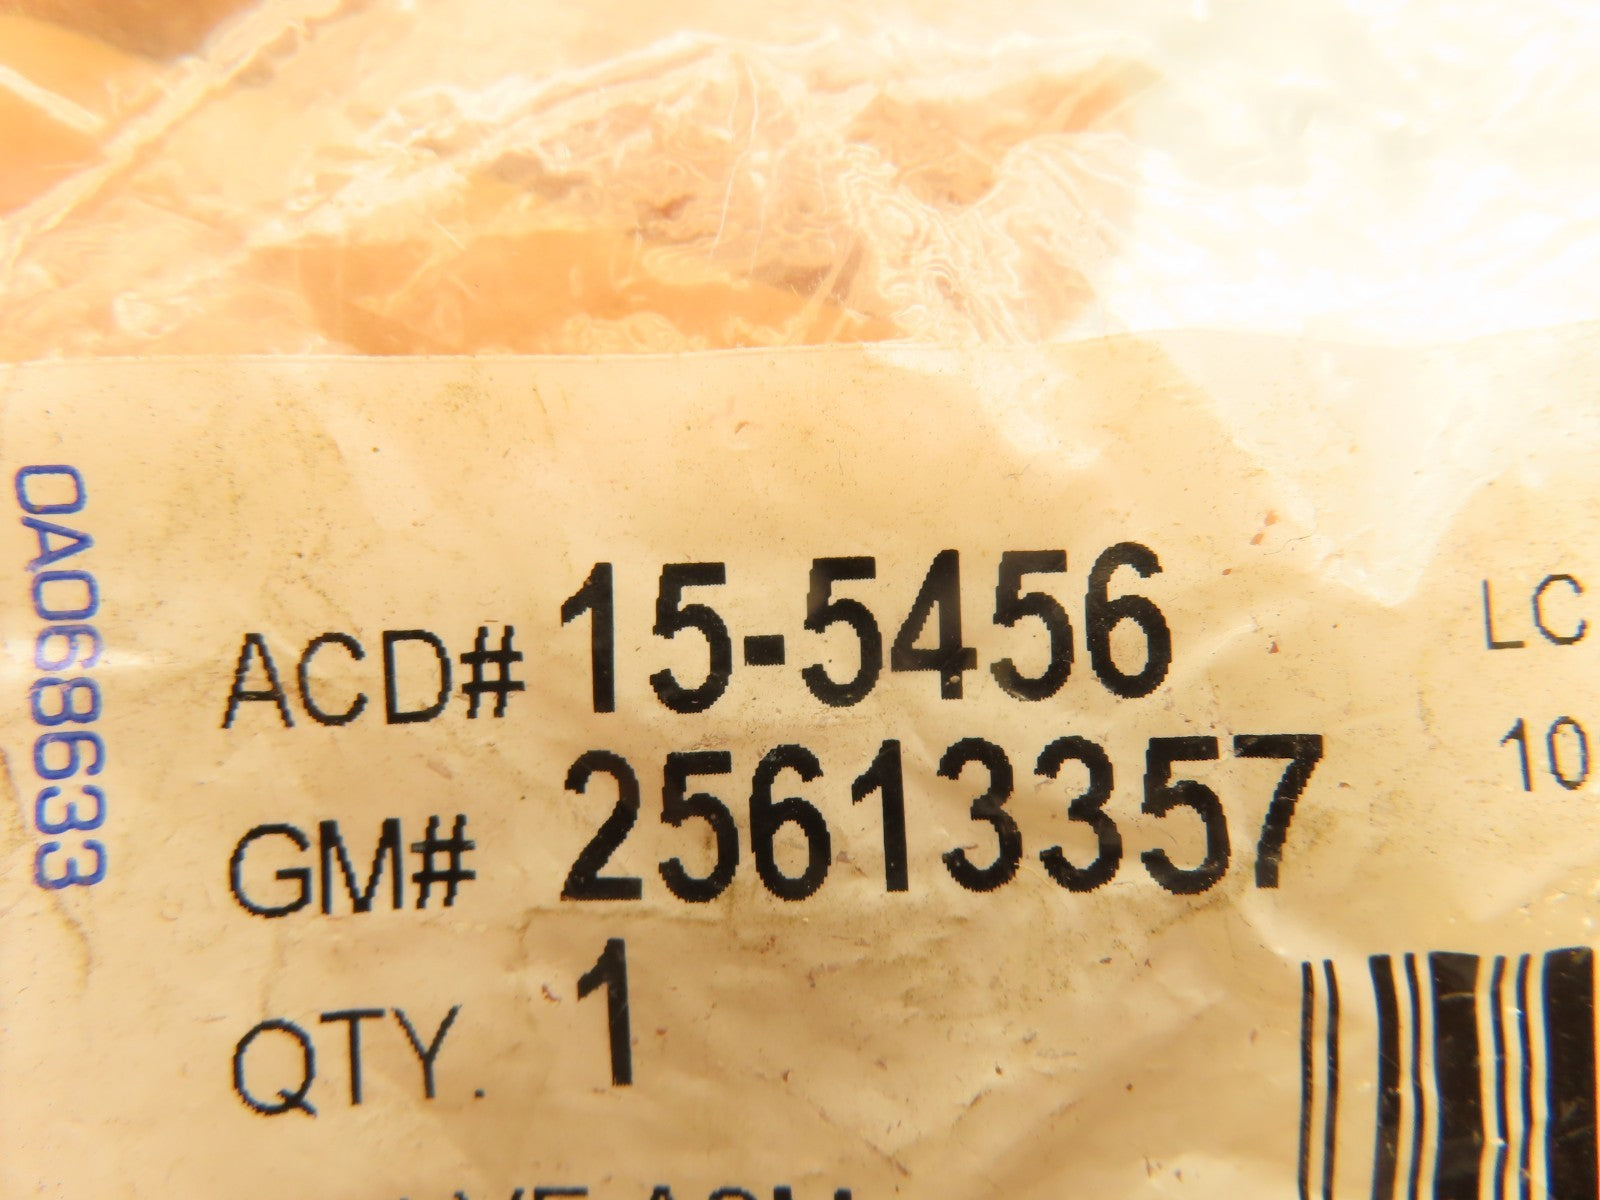 0A068633
ACD# 15-5456
LC
GM# 25613357
10
QTY. 1